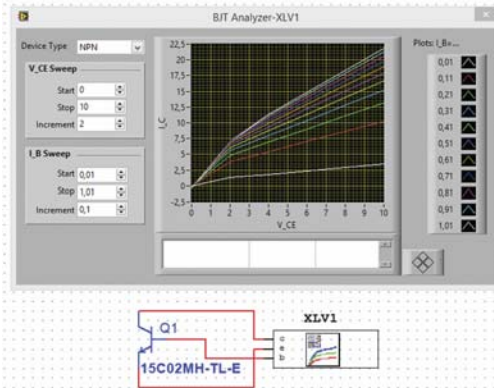 BJT Analyzer-XLV1
Device Type NPN
V_CE Sweep
Start 0
Stop 10
Increment 2
I_B Sweep
Start 0,01
Stop 1,01
Increment 0,1
I_C
22,5
20
17,5
15
12,5
10
7,5
5
2,5
0
-2,5
0 1 2 3 4 5 6 7 8 9 10
V_CE
Plots: I_B=...
0,01
0,11
0,21
0,31
0,41
0,51
0,61
0,71
0,81
0,91
1,01
Q1
15C02MH-TL-E
XLV1
c
e
b